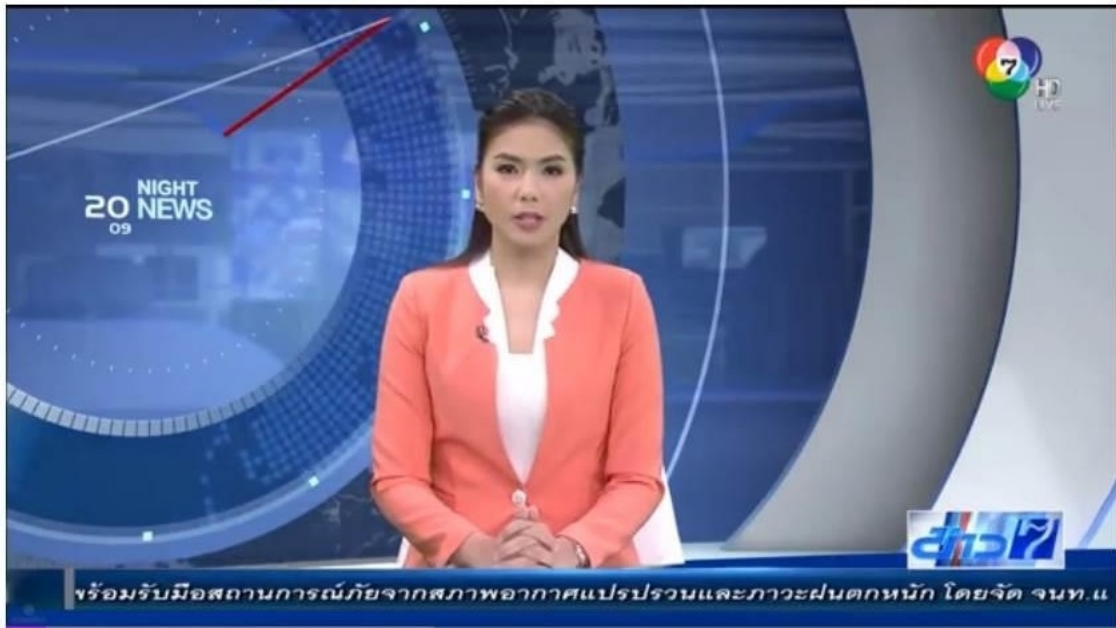 7
HD
LIVE
NIGHT
20 NEWS
09
ข่าว 7
พร้อมรับมือสถานการณ์ภัยจากสภาพอากาศแปรปรวนและภาวะฝนตกหนัก โดยจัด จนท.แ